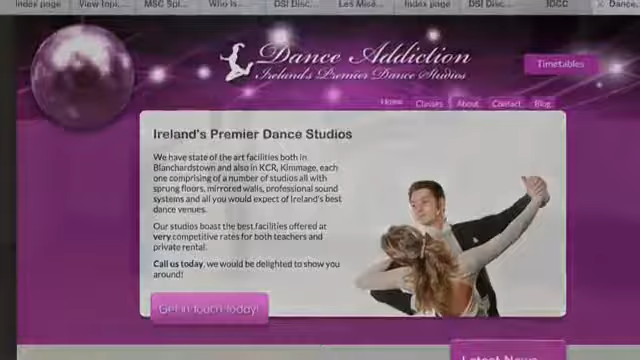 Index page
View topi...
MSC Spi...
Who is...
DSI Disc...
Les Misé...
Index page
DSI Disc...
Dance
Dance Addiction
Ireland's Premier Dance Studios
Timetables
Home Classes About Contact Blog
Ireland's Premier Dance Studios
We have state of the art facilities both in
Blanchardstown and also in KCR, Kimmage, each
one comprising of a number of studios all with
sprung floors, mirrored walls, professional sound
systems and all you would expect of Ireland's best
dance venues.
Our studios boast the best facilities offered at
very competitive rates for both teachers and
private rental.
Call us today, we would be delighted to show you
around!
Get in touch today!
Latest News